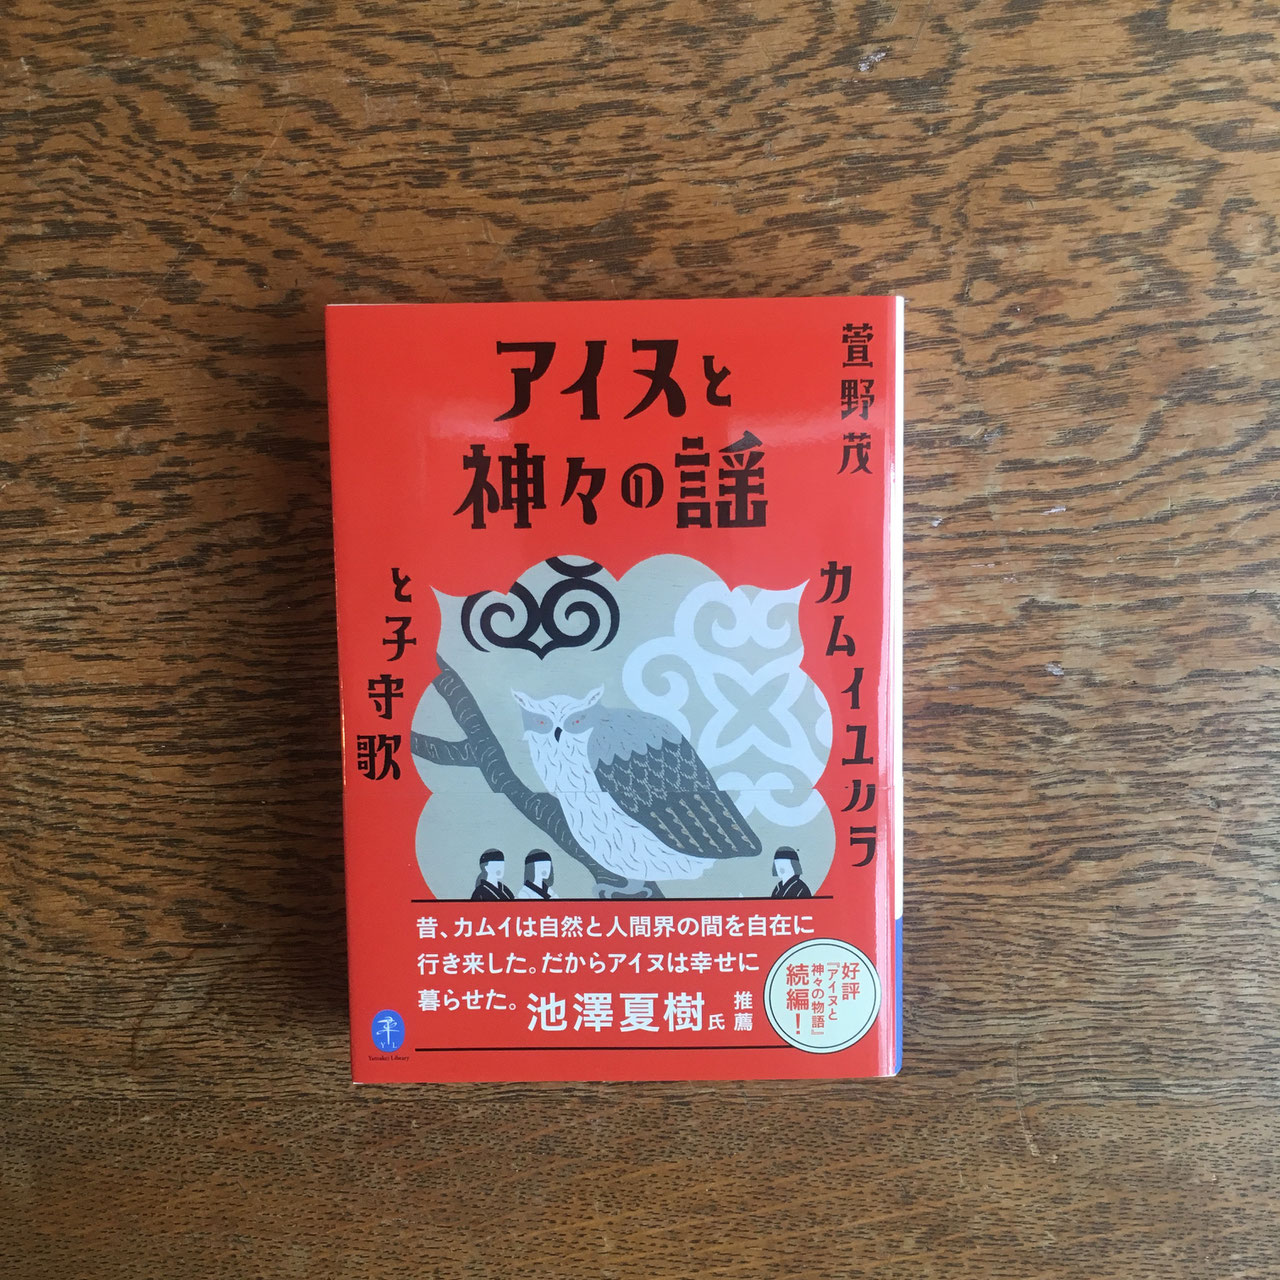 アイヌと
神々の謡
萱野茂
カムイユカラ
と子守歌
昔、カムイは自然と人間界の間を自在に
行き来した。だからアイヌは幸せに
暮らせた。
池澤夏樹氏
推薦
好評
『アイヌと
神々の物語』
続編!
Y L
Yamakei Library